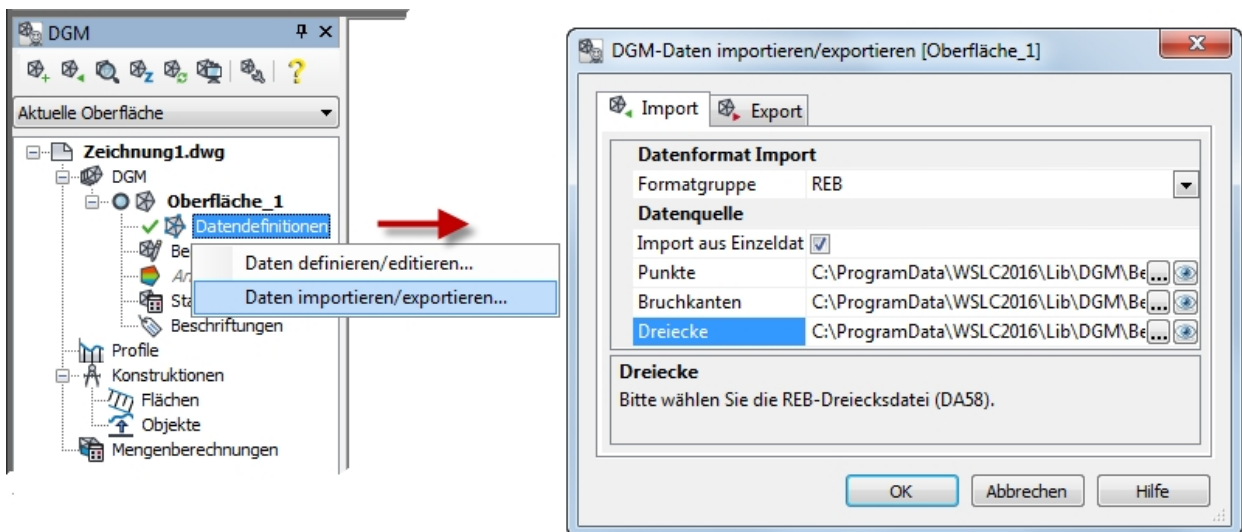 DGM
Aktuelle Oberfläche
Zeichnung1.dwg
DGM
Oberfläche_1
Datendefinitionen
Be
An
Sta
Beschriftungen
Profile
Konstruktionen
Flächen
Objekte
Mengenberechnungen
Daten definieren/editieren...
Daten importieren/exportieren...
DGM-Daten importieren/exportieren [Oberfläche_1]
Import Export
Datenformat Import
Formatgruppe REB
Datenquelle
Import aus Einzeldat
Punkte C:\ProgramData\WSLC2016\Lib\DGM\Be...
Bruchkanten C:\ProgramData\WSLC2016\Lib\DGM\Be...
Dreiecke C:\ProgramData\WSLC2016\Lib\DGM\Be...
Dreiecke
Bitte wählen Sie die REB-Dreiecksdatei (DA58).
OK Abbrechen Hilfe